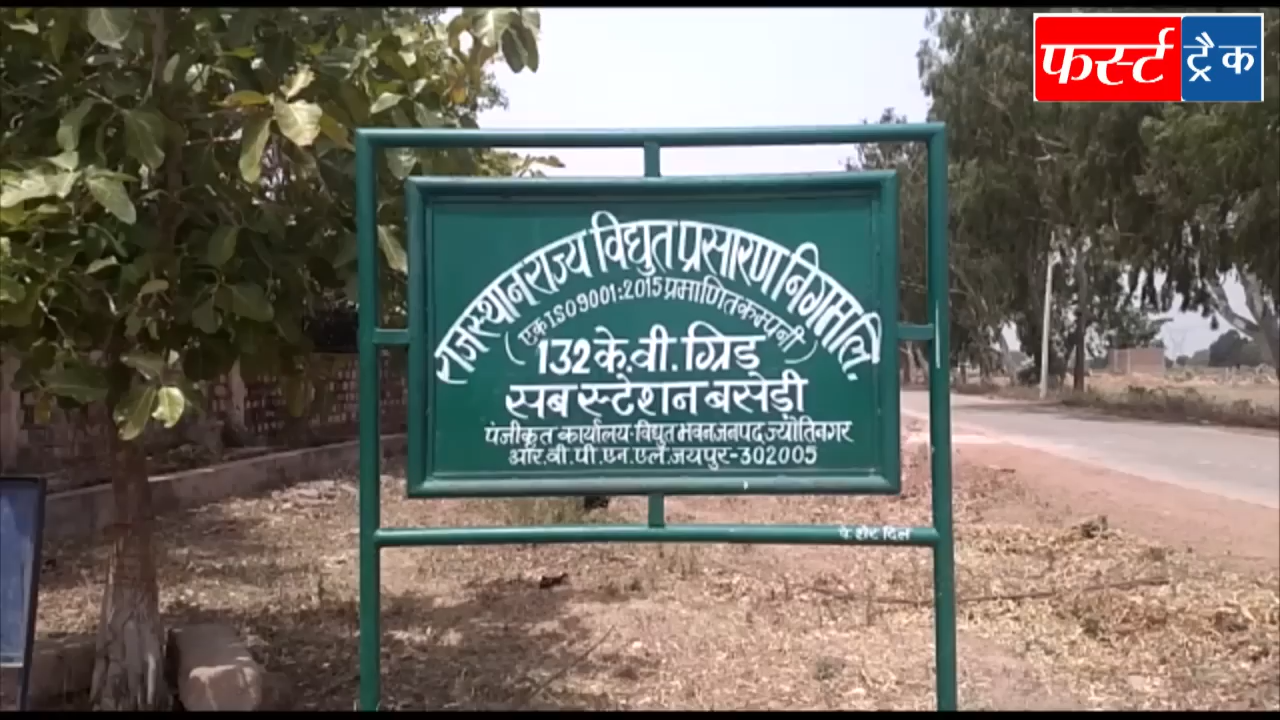 फर्स्ट ट्रैक
राजस्थान राज्य विद्युत प्रसारण निगम लि.
(एक ISO 9001:2015 प्रमाणित कम्पनी)
132 के.वी. ग्रिड़
सब स्टेशन बसेड़ी
पंजीकृत कार्यालय-विद्युत भवन जनपद ज्योतिनगर
आर.वी.पी.एन.एल. जयपुर-302005